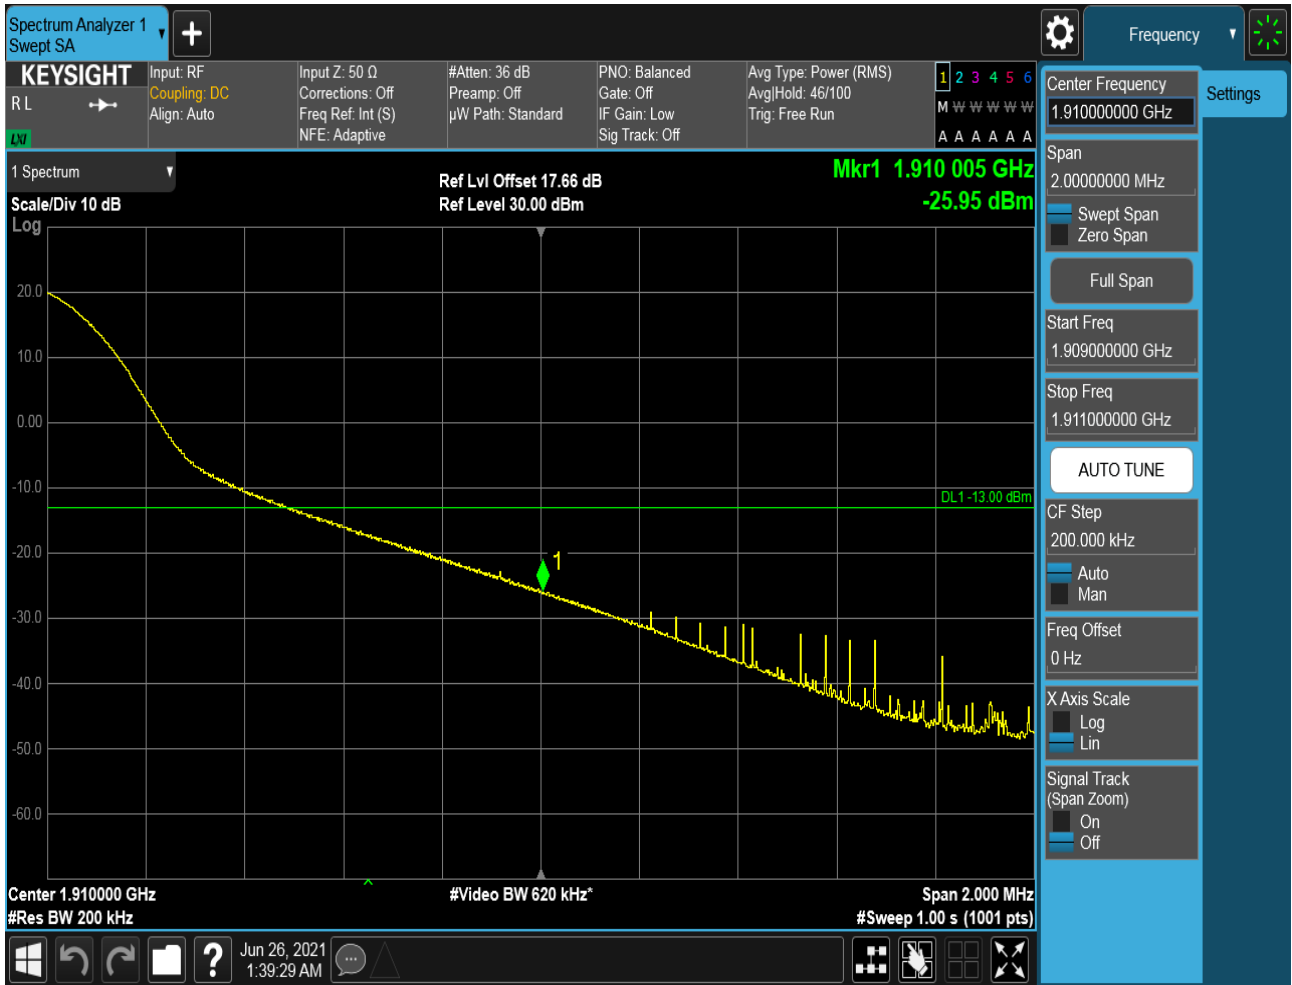 Spectrum Analyzer 1
Swept SA
Frequency
KEYSIGHT
R L
LXI
Input: RF
Coupling: DC
Align: Auto
Input Z: 50 Ω
Corrections: Off
Freq Ref: Int (S)
NFE: Adaptive
#Atten: 36 dB
Preamp: Off
µW Path: Standard
PNO: Balanced
Gate: Off
IF Gain: Low
Sig Track: Off
Avg Type: Power (RMS)
Avg|Hold: 46/100
Trig: Free Run
1 2 3 4 5 6
M W W W W W
A A A A A A
1 Spectrum
Scale/Div 10 dB
Log
Ref Lvl Offset 17.66 dB
Ref Level 30.00 dBm
Mkr1 1.910 005 GHz
-25.95 dBm
20.0
10.0
0.00
-10.0
-20.0
-30.0
-40.0
-50.0
-60.0
DL1 -13.00 dBm
1
Center 1.910000 GHz
#Res BW 200 kHz
#Video BW 620 kHz*
Span 2.000 MHz
#Sweep 1.00 s (1001 pts)
Jun 26, 2021
1:39:29 AM
Center Frequency
1.910000000 GHz
Settings
Span
2.00000000 MHz
Swept Span
Zero Span
Full Span
Start Freq
1.909000000 GHz
Stop Freq
1.911000000 GHz
AUTO TUNE
CF Step
200.000 kHz
Auto
Man
Freq Offset
0 Hz
X Axis Scale
Log
Lin
Signal Track
(Span Zoom)
On
Off